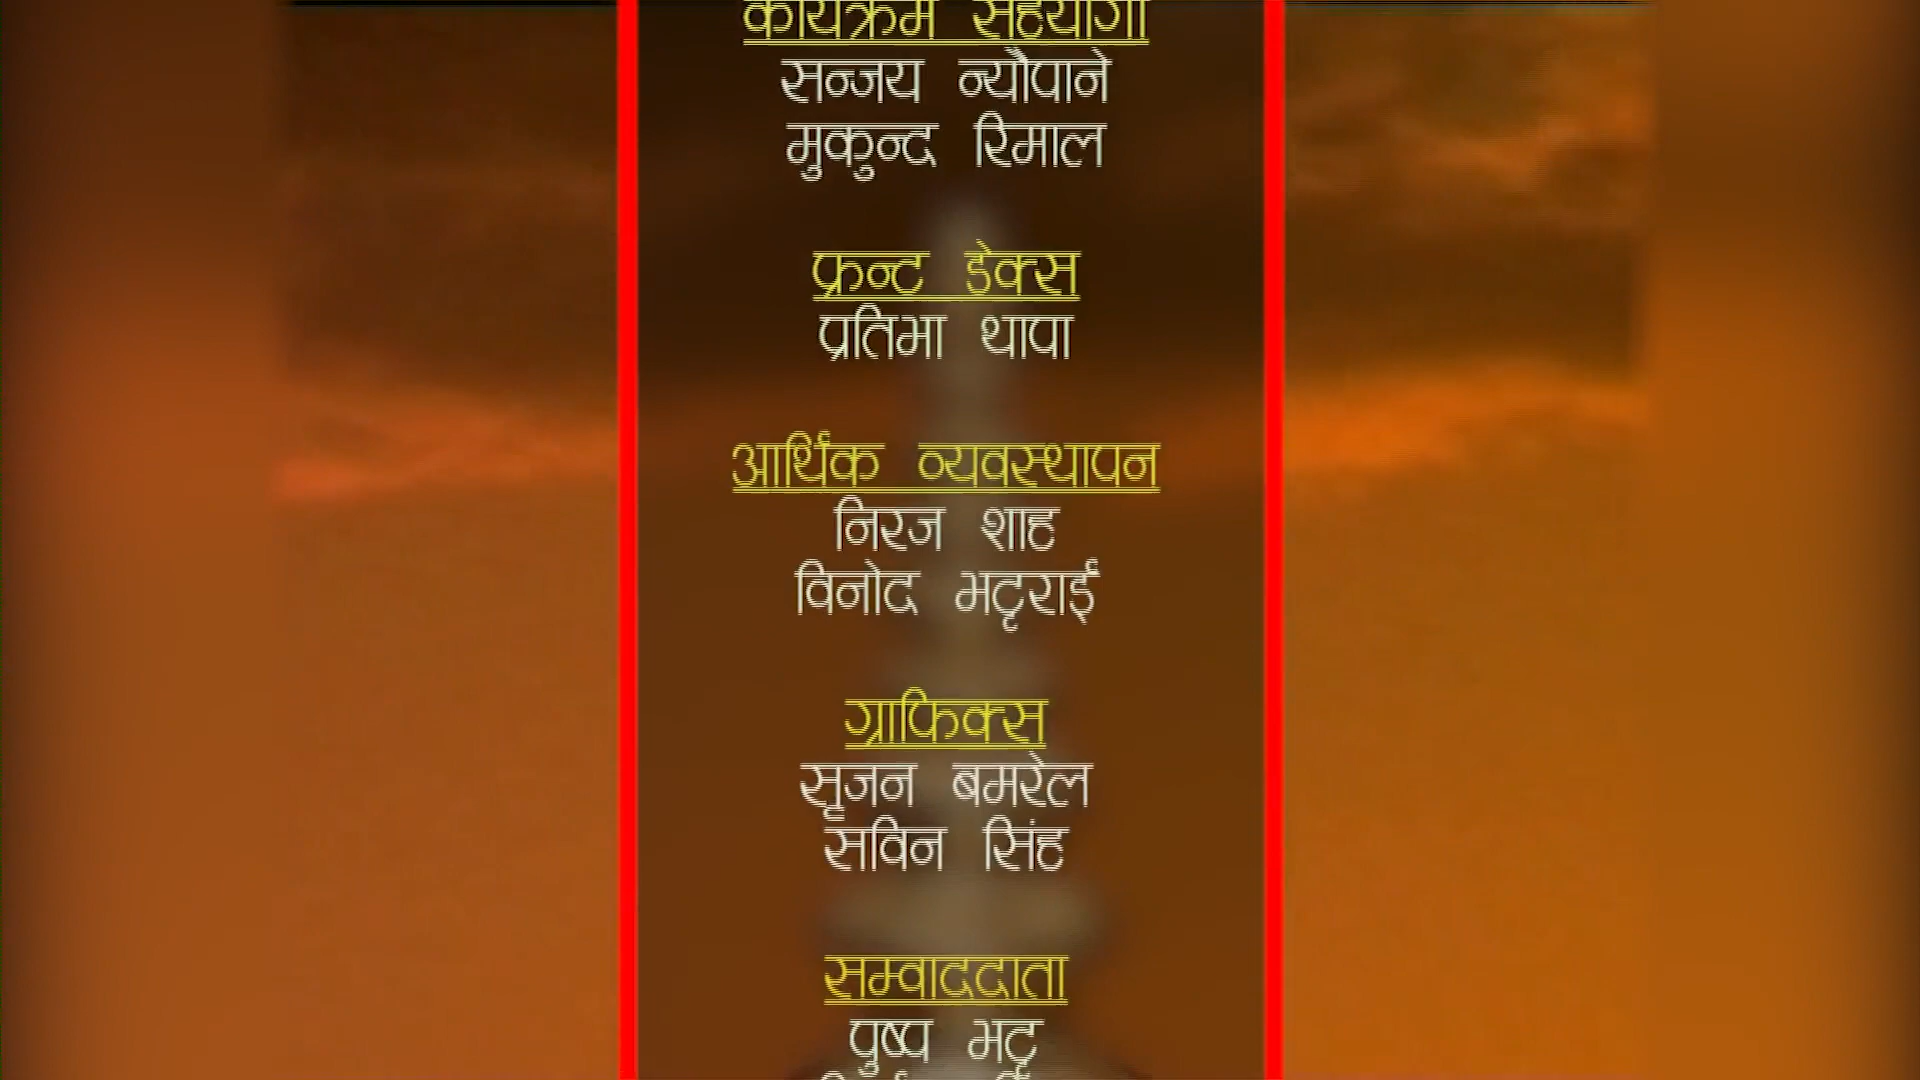 कार्यक्रम सहयोगी
सन्जय न्यौपाने
मुकुन्द रिमाल
फ्रन्ट डेक्स
प्रतिभा थापा
आर्थिक व्यवस्थापन
निरज शाह
विनोद भट्टराई
ग्राफिक्स
सृजन बमरेल
सविन सिंह
सम्वाददाता
पुष्प भट्ट